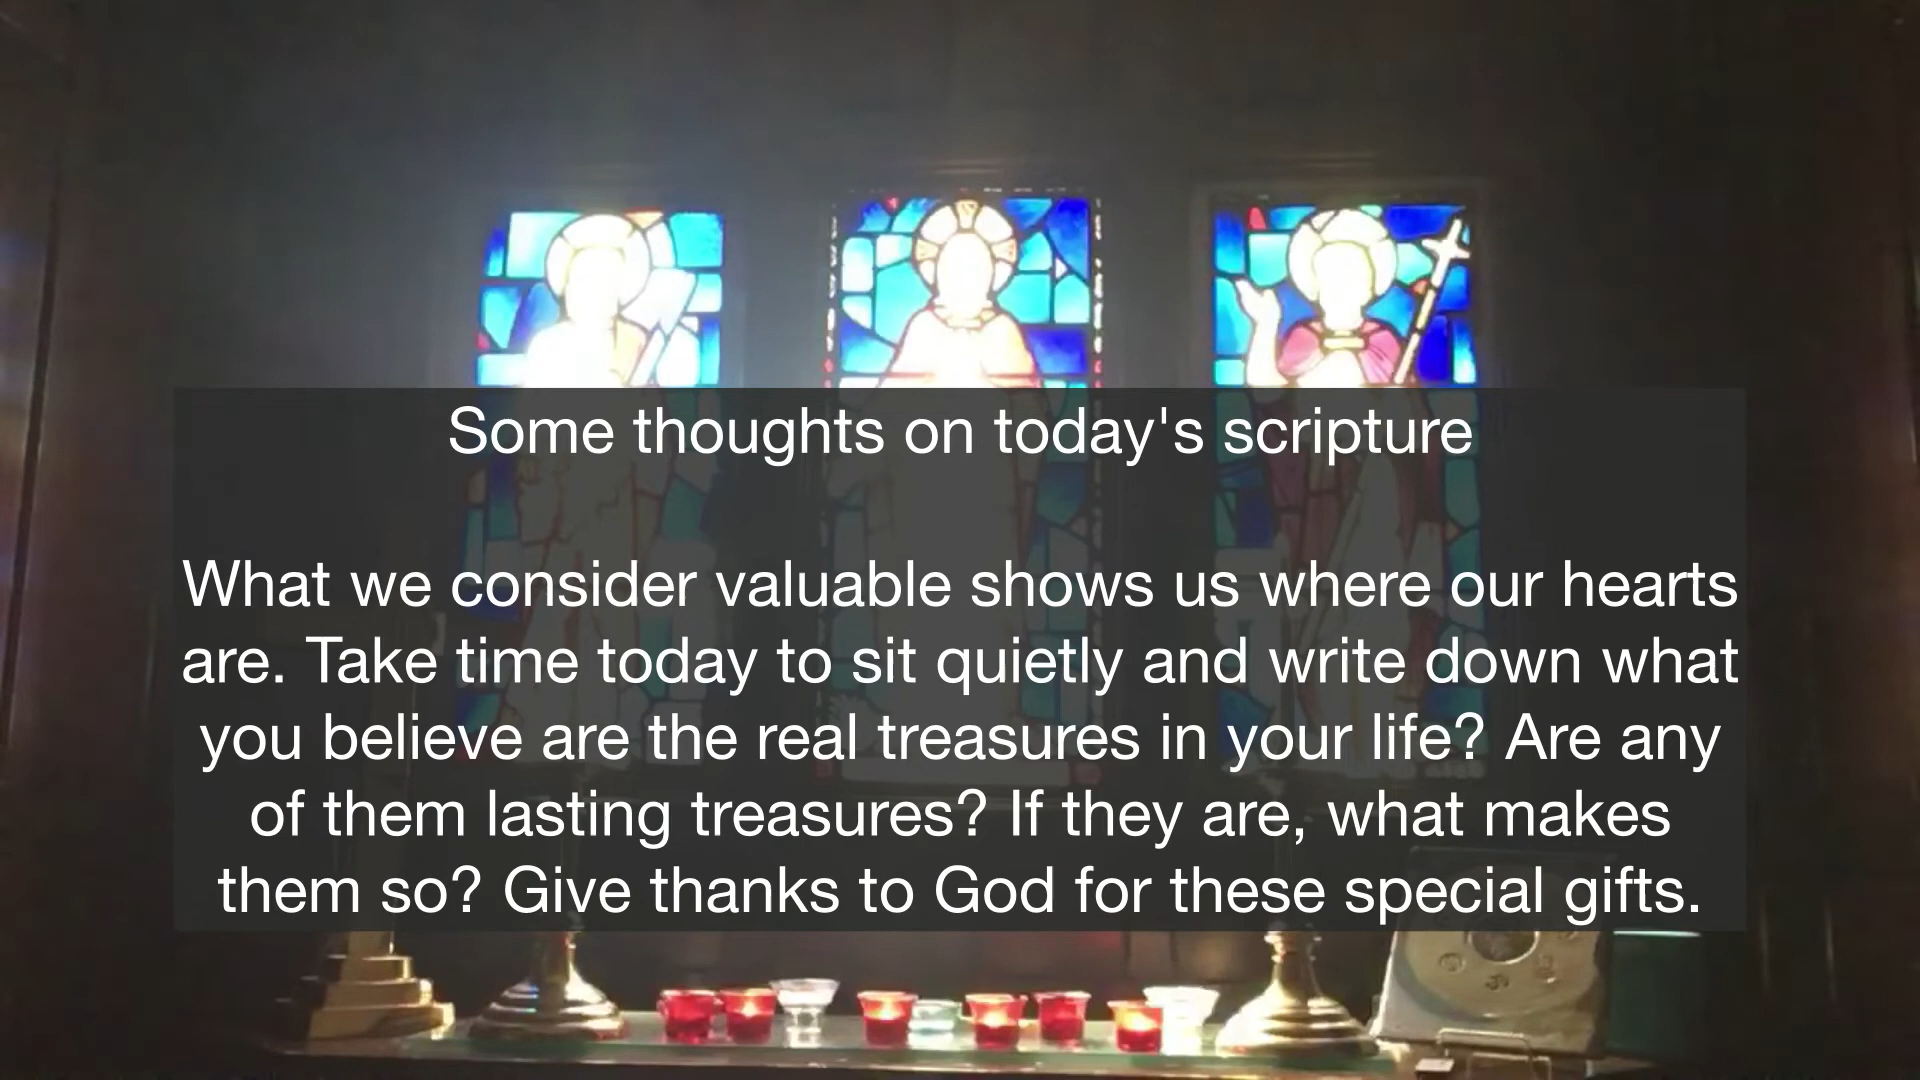 Some thoughts on today's scripture
What we consider valuable shows us where our hearts
are. Take time today to sit quietly and write down what
you believe are the real treasures in your life? Are any
of them lasting treasures? If they are, what makes
them so? Give thanks to God for these special gifts.